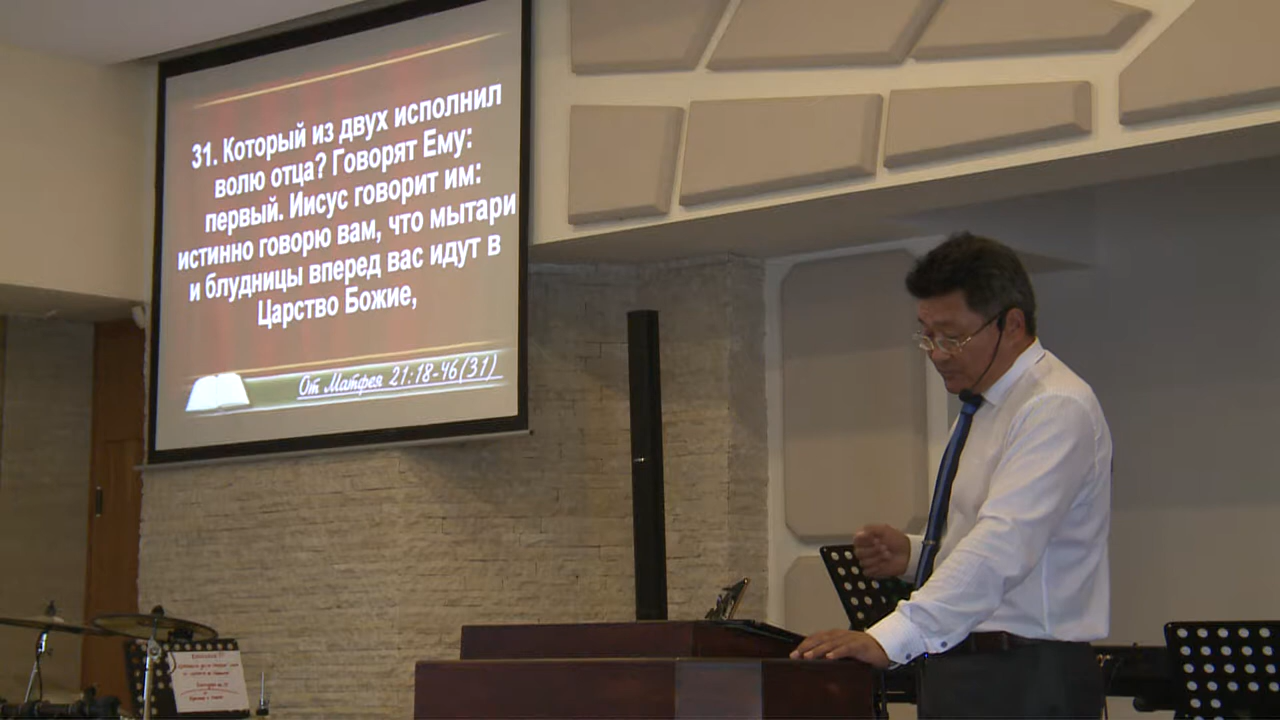 31. Который из двух исполнил
волю отца? Говорят Ему:
первый. Иисус говорит им:
истинно говорю вам, что мытари
и блудницы вперед вас идут в
Царство Божие,
От Матфея 21:18-46(31)